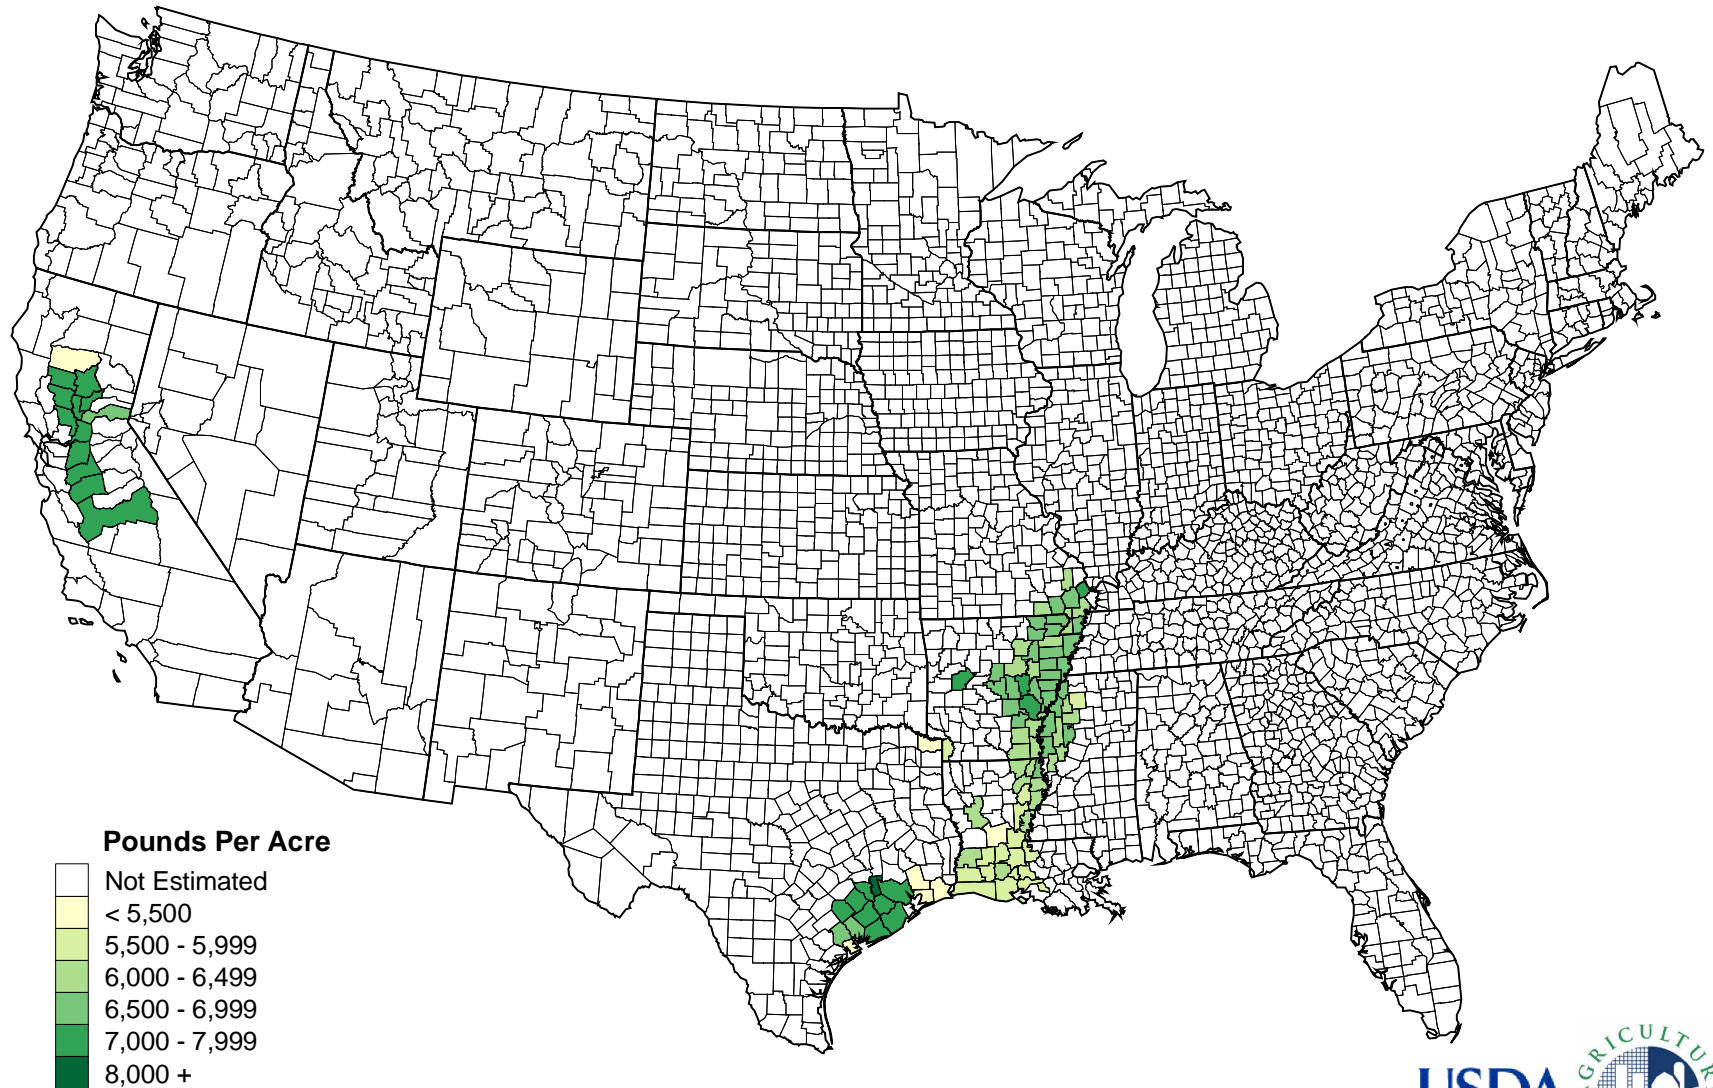 Pounds Per Acre
Not Estimated
< 5,500
5,500 - 5,999
6,000 - 6,499
6,500 - 6,999
7,000 - 7,999
8,000 +
USDA